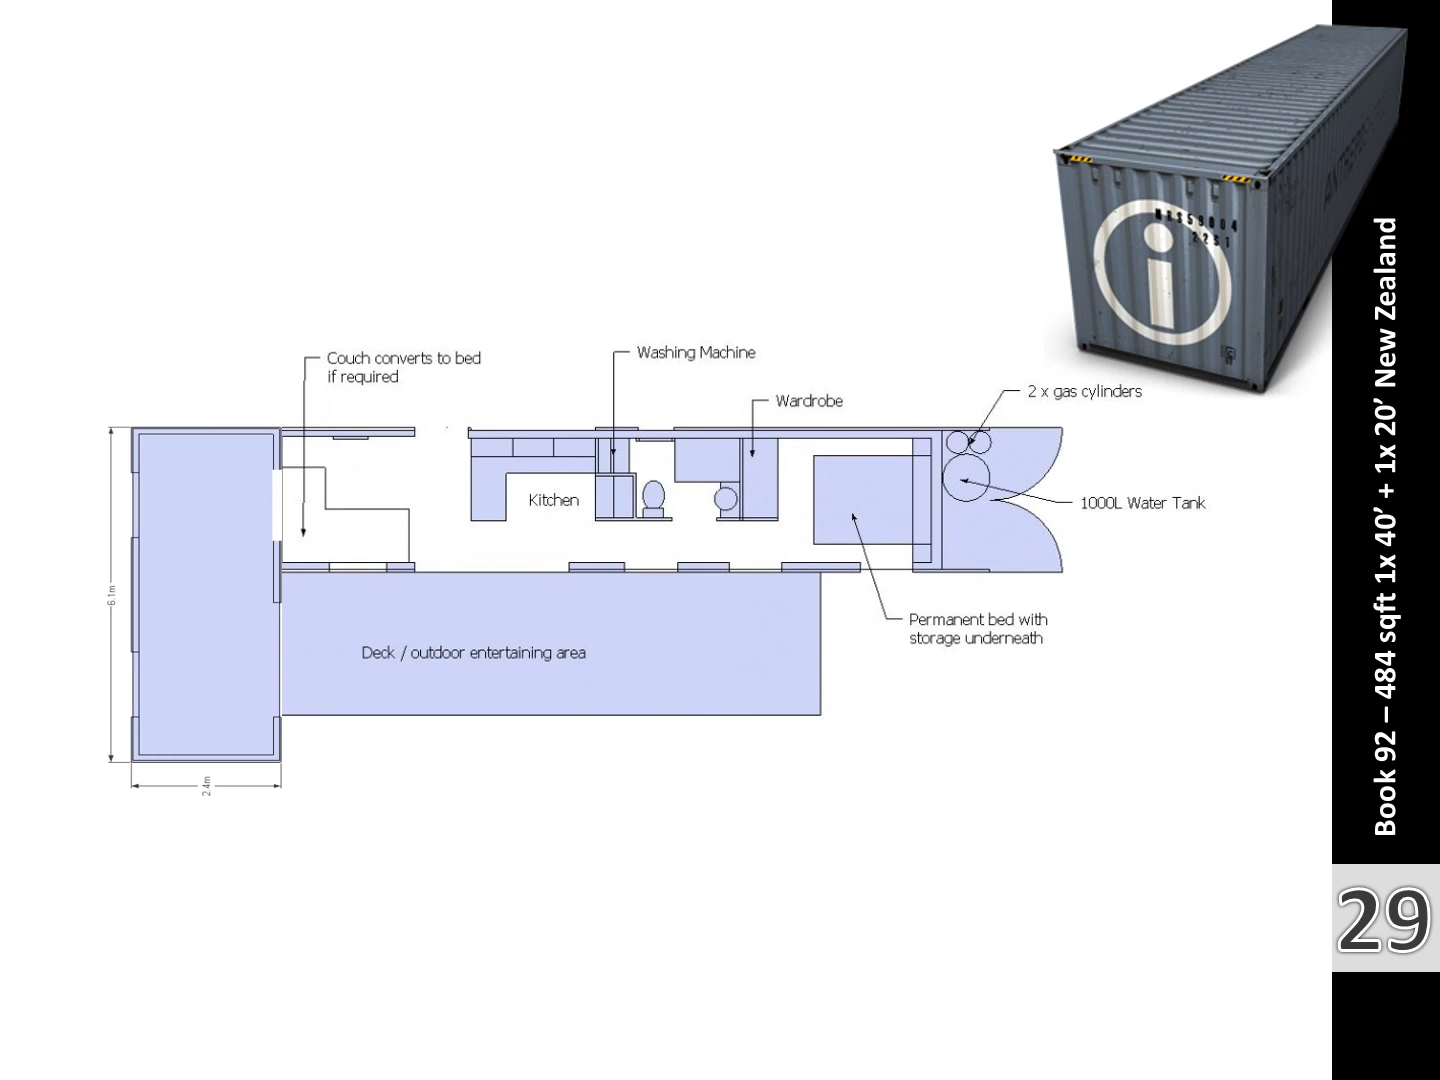 MRS59004
22S1
Book 92 – 484 sqft 1x 40’ + 1x 20’ New Zealand
29
Couch converts to bed
if required
Washing Machine
Wardrobe
2 x gas cylinders
Kitchen
1000L Water Tank
6.1m
Permanent bed with
storage underneath
Deck / outdoor entertaining area
2.4m